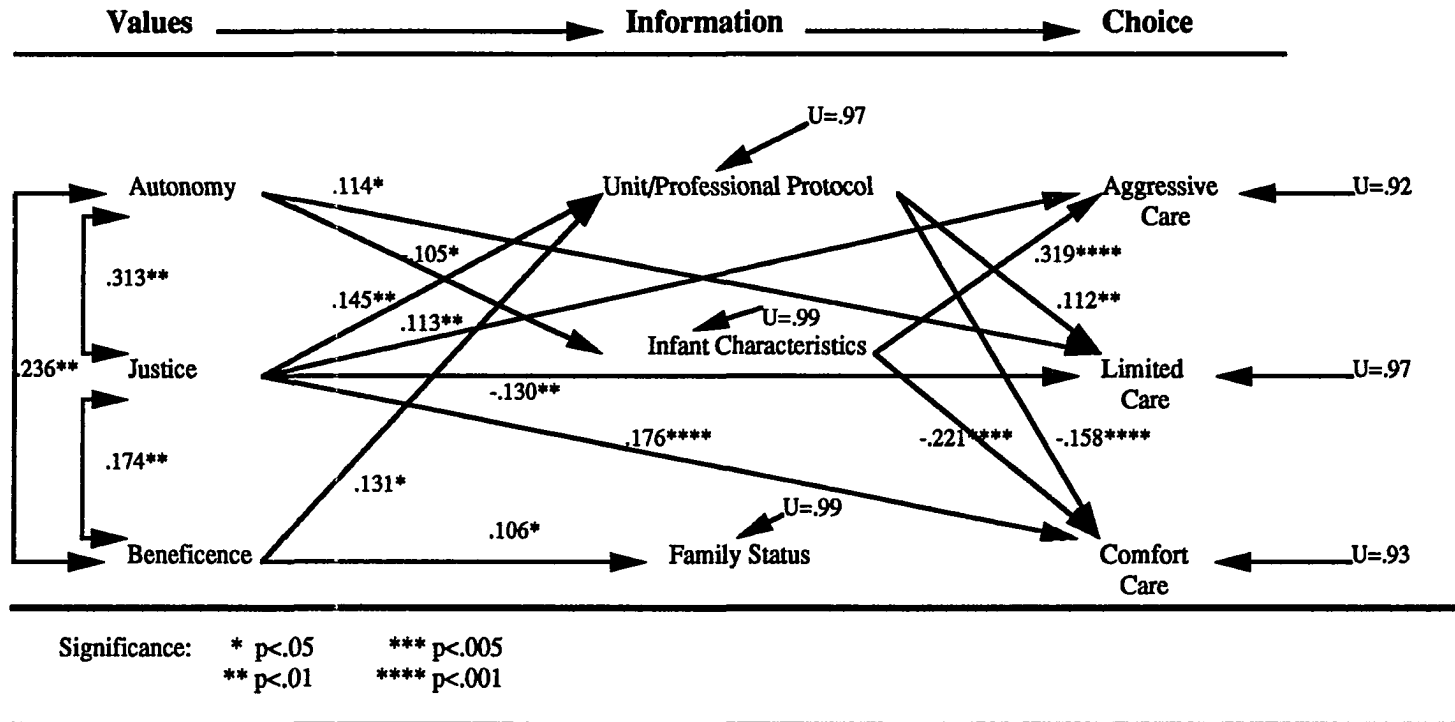 Values Information Choice
U=.97
Autonomy .114* Unit/Professional Protocol Aggressive Care U=.92
-.105* .319****
.313** .145** .112**
.113** U=.99
.236** Justice Infant Characteristics Limited Care U=.97
-.130**
.176**** -.221**** -.158****
.174** .131*
.106* U=.99
Beneficence Family Status Comfort Care U=.93
Significance: * p<.05 *** p<.005
** p<.01 **** p<.001